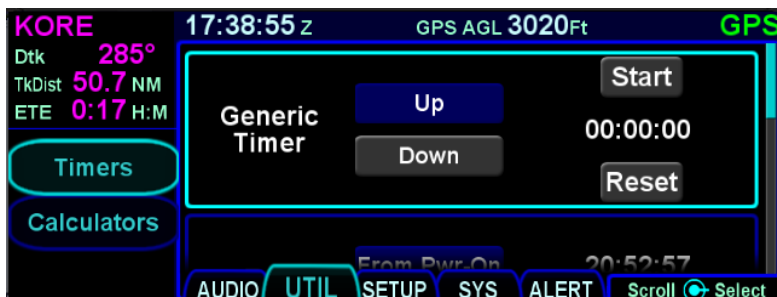 KORE
17:38:55 Z
GPS AGL 3020Ft
GPS
Dtk 285°
TkDist 50.7 NM
ETE 0:17 H:M
Timers
Calculators
Generic
Timer
Up
Down
Start
00:00:00
Reset
From Pwr-On
20:52:57
AUDIO UTIL SETUP SYS ALERT Scroll Select